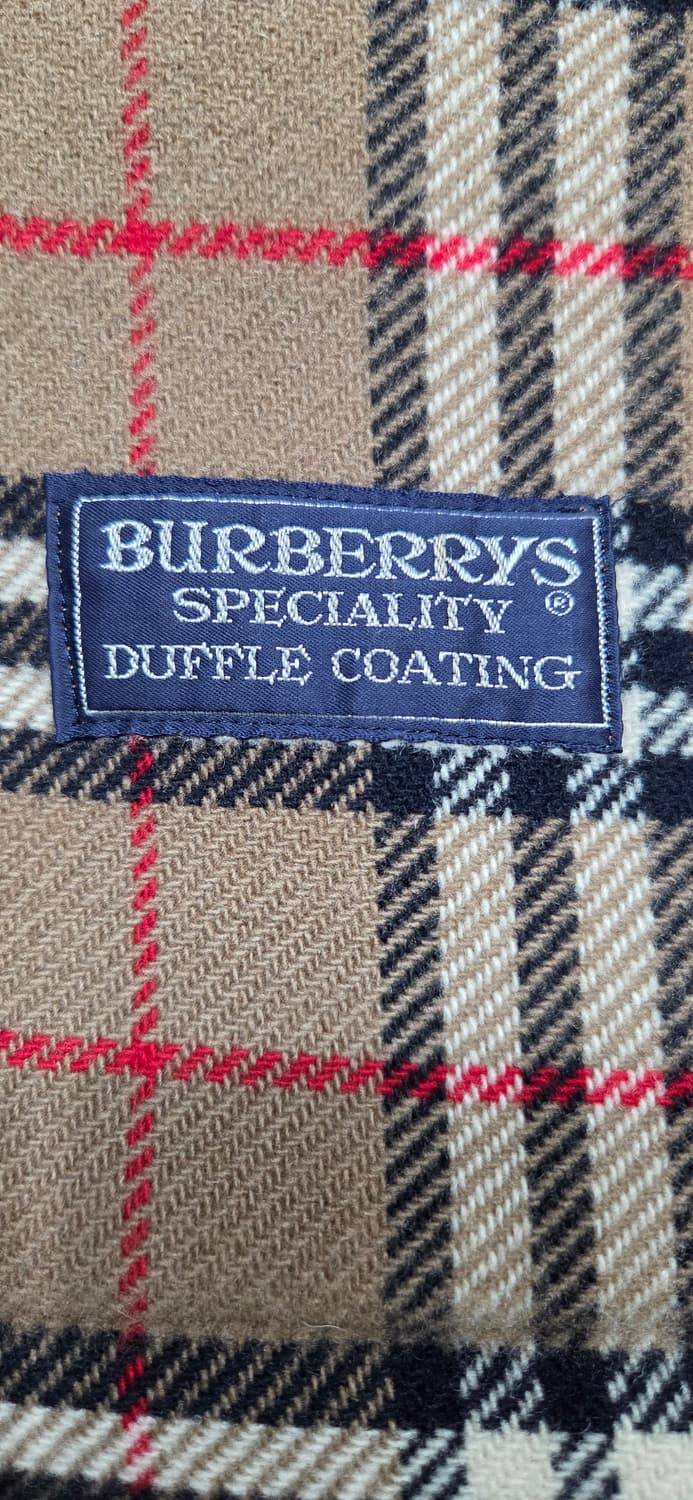 BURBERRYS
SPECIALITY ®
DUFFLE COATING